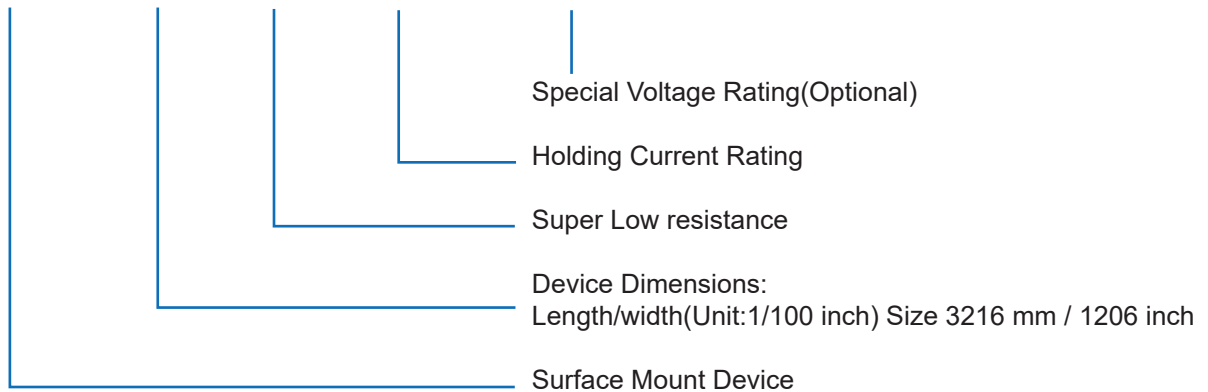 Special Voltage Rating(Optional)
Holding Current Rating
Super Low resistance
Device Dimensions:
Length/width(Unit:1/100 inch) Size 3216 mm / 1206 inch
Surface Mount Device